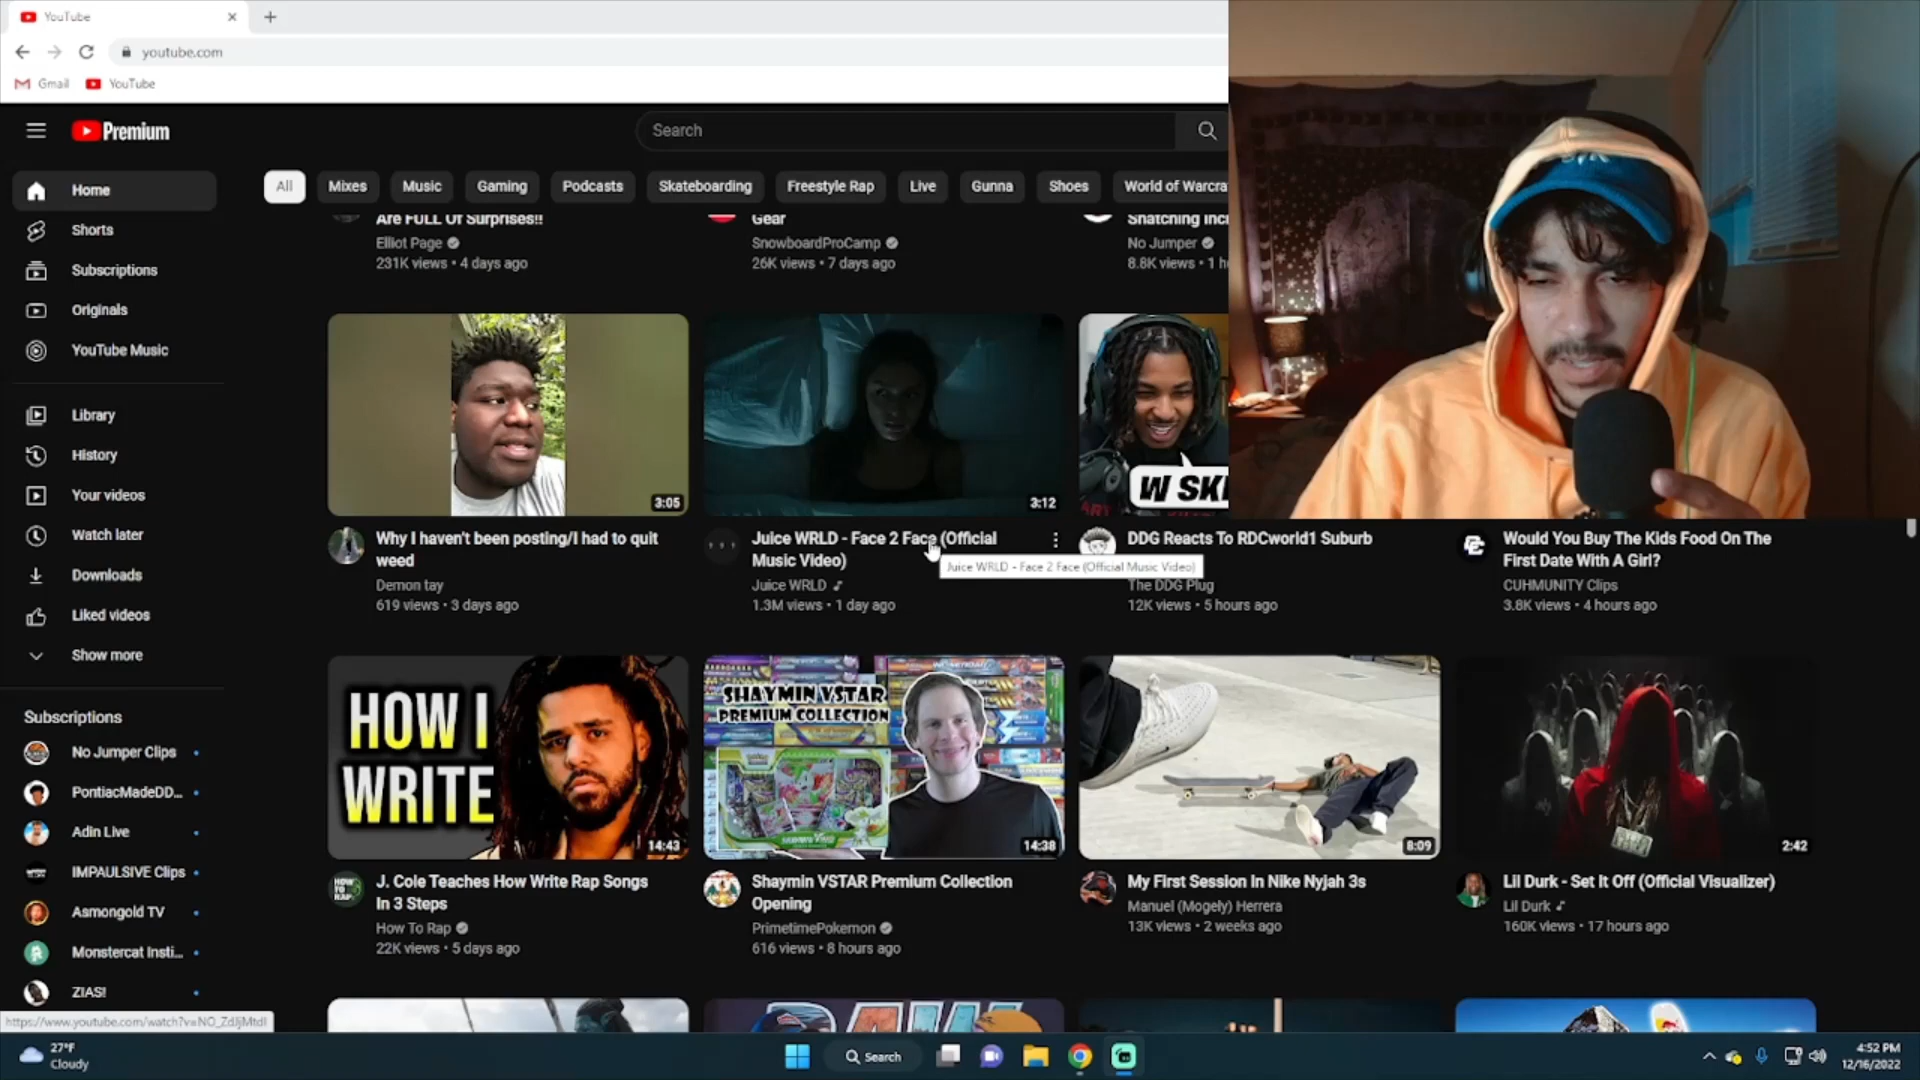 YouTube
youtube.com
Gmail
YouTube
Premium
Search
Home
Shorts
Subscriptions
Originals
YouTube Music
Library
History
Your videos
Watch later
Downloads
Liked videos
Show more
Subscriptions
No Jumper Clips
PontiacMadeDD...
Adin Live
IMPAULSIVE Clips
Asmongold TV
Monstercat Insti...
ZIAS!
All
Mixes
Music
Gaming
Podcasts
Skateboarding
Freestyle Rap
Live
Gunna
Shoes
World of Warcra
Are FULL Of Surprises!!
Elliot Page
231K views • 4 days ago
Gear
SnowboardProCamp
26K views • 7 days ago
Snatching Inci
No Jumper
8.8K views • 1 h
3:05
Why I haven't been posting/I had to quit
weed
Demon tay
619 views • 3 days ago
3:12
Juice WRLD - Face 2 Face (Official
Music Video)
Juice WRLD
1.3M views • 1 day ago
Juice WRLD - Face 2 Face (Official Music Video)
W SKI
DDG Reacts To RDCworld1 Suburb
The DDG Plug
12K views • 5 hours ago
Would You Buy The Kids Food On The
First Date With A Girl?
CUHMUNITY Clips
3.8K views • 4 hours ago
HOW I
WRITE
14:43
HOW TO RAP
J. Cole Teaches How Write Rap Songs
In 3 Steps
How To Rap
22K views • 5 days ago
SHAYMIN VSTAR
PREMIUM COLLECTION
14:38
Shaymin VSTAR Premium Collection
Opening
PrimetimePokemon
616 views • 8 hours ago
8:09
My First Session In Nike Nyjah 3s
Manuel (Mogely) Herrera
13K views • 2 weeks ago
2:42
Lil Durk - Set It Off (Official Visualizer)
Lil Durk
160K views • 17 hours ago
27°F
Cloudy
Search
4:52 PM
12/16/2022